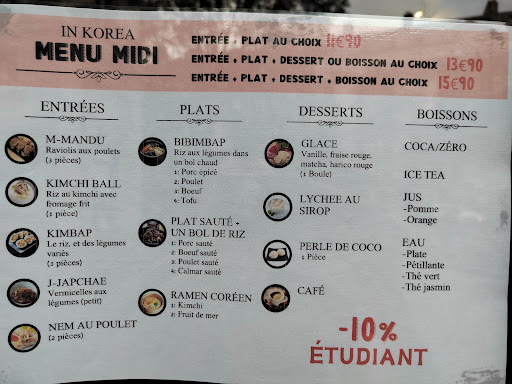 IN KOREA
MENU MIDI
ENTRÉE + PLAT AU CHOIX 11€90
ENTRÉE + PLAT + DESSERT OU BOISSON AU CHOIX 13€90
ENTRÉE + PLAT + DESSERT + BOISSON AU CHOIX 15€90
ENTRÉES
M-MANDU
Raviolis aux poulets
(3 pièces)
KIMCHI BALL
Riz au kimchi avec
fromage frit
(1 pièce)
KIMBAP
Le riz, et des légumes
variés
(2 pièces)
J-JAPCHAE
Vermicelles aux
légumes (petit)
NEM AU POULET
(2 pièces)
PLATS
BIBIMBAP
Riz aux légumes dans
un bol chaud
1: Porc épicé
2: Poulet
3: Boeuf
4: Tofu
PLAT SAUTÉ +
UN BOL DE RIZ
1: Porc sauté
2: Boeuf sauté
3: Poulet sauté
4: Calmar sauté
RAMEN CORÉEN
1: Kimchi
2: Fruit de mer
DESSERTS
GLACE
Vanille, fraise rouge,
matcha, harico rouge
(1 Boule)
LYCHEE AU
SIROP
PERLE DE COCO
1 Pièce
CAFÉ
BOISSONS
COCA/ZÉRO
ICE TEA
JUS
-Pomme
-Orange
EAU
-Plate
-Pétillante
-Thé vert
-Thé jasmin
-10%
ÉTUDIANT